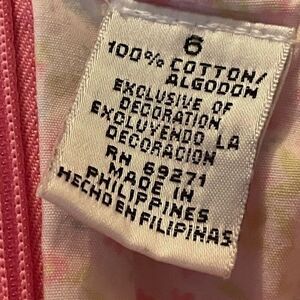 6
100% COTTON/
ALGODON
EXCLUSIVE OF
DECORATION
EXCLUYENDO LA
DECORACION
RN 69271
MADE IN
PHILIPPINES
HECHO EN FILIPINAS